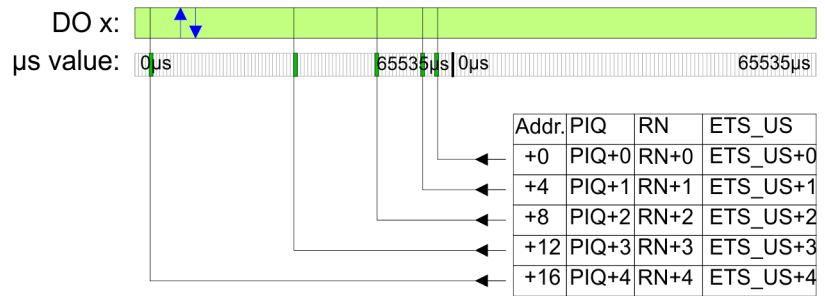 DO x:
µs value: 0µs 65535µs 0µs 65535µs
Addr. PIQ RN ETS_US
+0 PIQ+0 RN+0 ETS_US+0
+4 PIQ+1 RN+1 ETS_US+1
+8 PIQ+2 RN+2 ETS_US+2
+12 PIQ+3 RN+3 ETS_US+3
+16 PIQ+4 RN+4 ETS_US+4